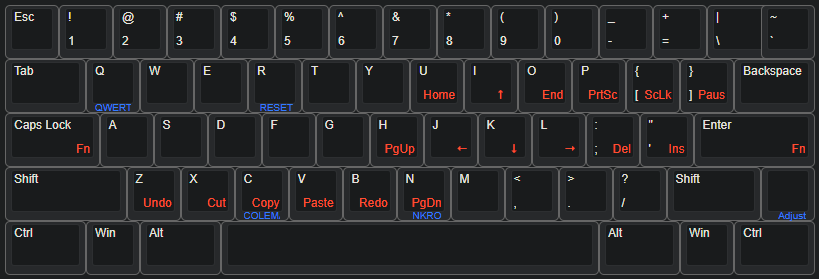 Esc ! @ # $ % ^ & * ( ) _ + | ~
1 2 3 4 5 6 7 8 9 0 - = \ `
Tab Q W E R T Y U I O P { } Backspace
Home ↑ End PrtSc [ ScLk ] Paus
QWERT RESET
Caps Lock A S D F G H J K L : " Enter
Fn PgUp ← ↓ → ; Del ' Ins Fn
Shift Z X C V B N M < > ? Shift
Undo Cut Copy Paste Redo PgDn , . /
COLEM. NKRO Adjust
Ctrl Win Alt Alt Win Ctrl